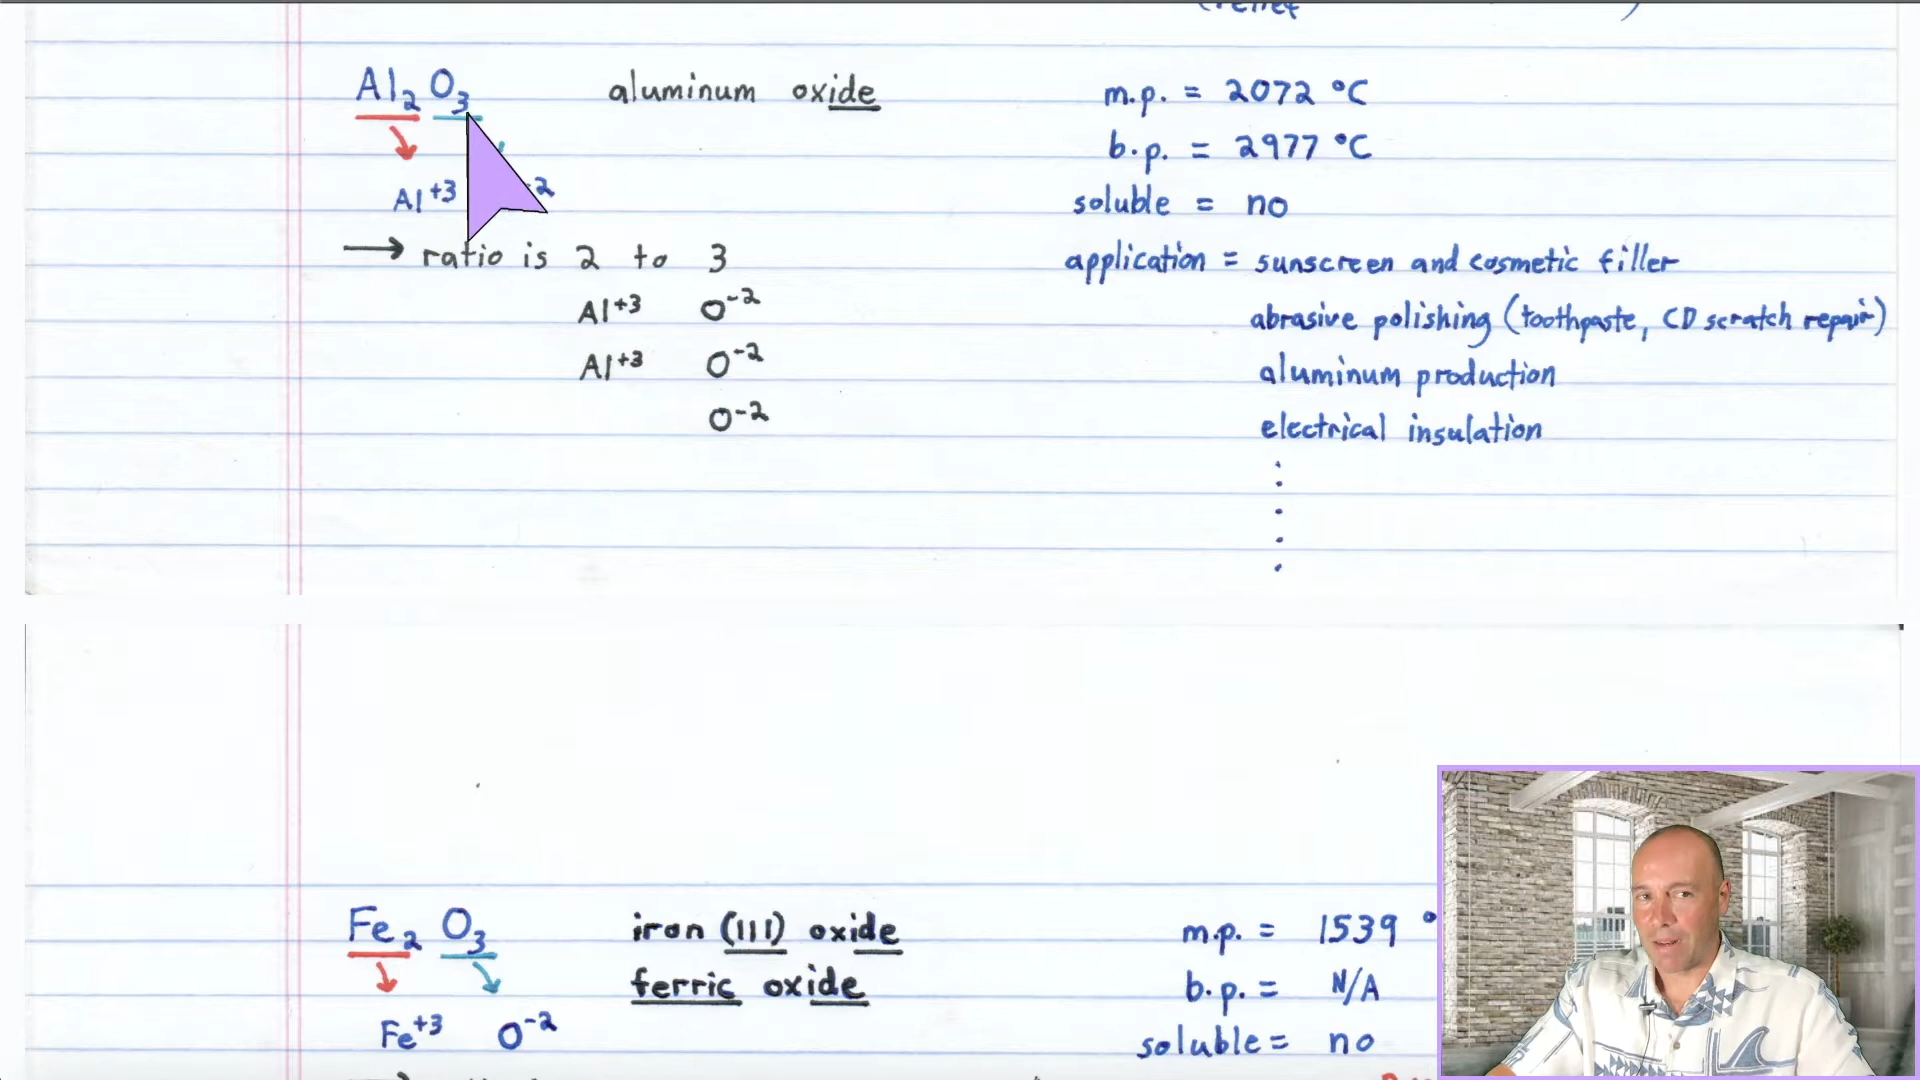 Al2 O3 aluminum oxide
Al+3 -2
→ ratio is 2 to 3
Al+3 O-2
Al+3 O-2
O-2
m.p. = 2072 °C
b.p. = 2977 °C
soluble = no
application = sunscreen and cosmetic filler
abrasive polishing (toothpaste, CD scratch repair)
aluminum production
electrical insulation
Fe2 O3 iron (III) oxide
ferric oxide
Fe+3 O-2
m.p. = 1539 °
b.p. = N/A
soluble = no